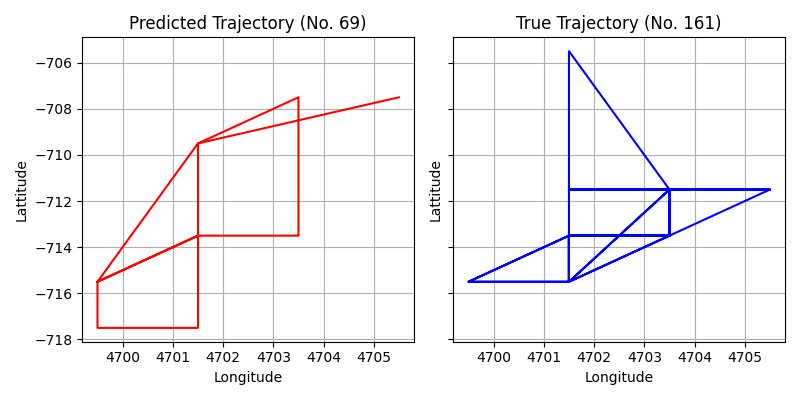 Predicted Trajectory (No. 69)
True Trajectory (No. 161)
−706
−708
−710
−712
−714
−716
−718
Lattitude
Lattitude
4700 4701 4702 4703 4704 4705
4700 4701 4702 4703 4704 4705
Longitude
Longitude